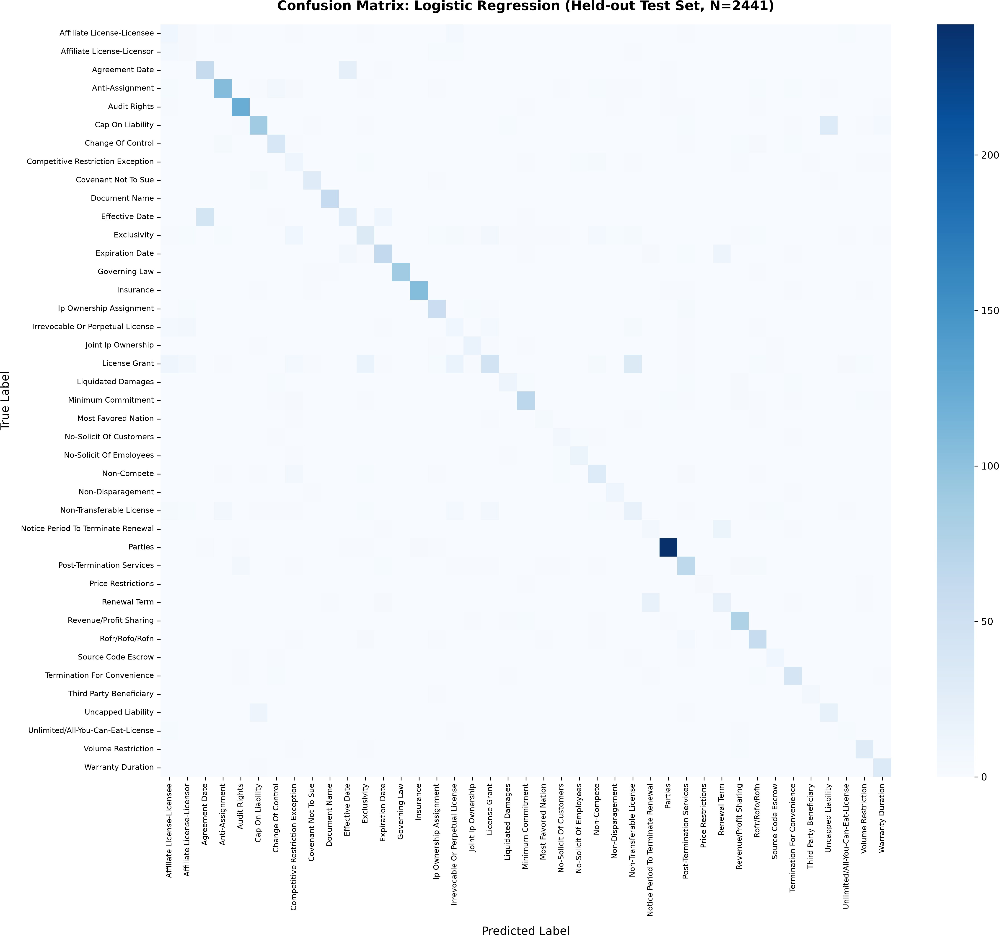 Confusion Matrix: Logistic Regression (Held-out Test Set, N=2441)
True Label
Affiliate License-Licensee
Affiliate License-Licensor
Agreement Date
Anti-Assignment
Audit Rights
Cap On Liability
Change Of Control
Competitive Restriction Exception
Covenant Not To Sue
Document Name
Effective Date
Exclusivity
Expiration Date
Governing Law
Insurance
Ip Ownership Assignment
Irrevocable Or Perpetual License
Joint Ip Ownership
License Grant
Liquidated Damages
Minimum Commitment
Most Favored Nation
No-Solicit Of Customers
No-Solicit Of Employees
Non-Compete
Non-Disparagement
Non-Transferable License
Notice Period To Terminate Renewal
Parties
Post-Termination Services
Price Restrictions
Renewal Term
Revenue/Profit Sharing
Rofr/Rofo/Rofn
Source Code Escrow
Termination For Convenience
Third Party Beneficiary
Uncapped Liability
Unlimited/All-You-Can-Eat-License
Volume Restriction
Warranty Duration
Affiliate License-Licensee
Affiliate License-Licensor
Agreement Date
Anti-Assignment
Audit Rights
Cap On Liability
Change Of Control
Competitive Restriction Exception
Covenant Not To Sue
Document Name
Effective Date
Exclusivity
Expiration Date
Governing Law
Insurance
Ip Ownership Assignment
Irrevocable Or Perpetual License
Joint Ip Ownership
License Grant
Liquidated Damages
Minimum Commitment
Most Favored Nation
No-Solicit Of Customers
No-Solicit Of Employees
Non-Compete
Non-Disparagement
Non-Transferable License
Notice Period To Terminate Renewal
Parties
Post-Termination Services
Price Restrictions
Renewal Term
Revenue/Profit Sharing
Rofr/Rofo/Rofn
Source Code Escrow
Termination For Convenience
Third Party Beneficiary
Uncapped Liability
Unlimited/All-You-Can-Eat-License
Volume Restriction
Warranty Duration
Predicted Label
200
150
100
50
0